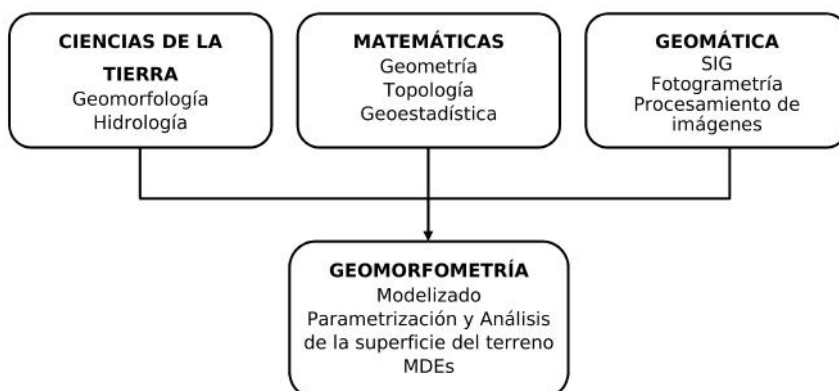 CIENCIAS DE LA
TIERRA
Geomorfología
Hidrología
MATEMÁTICAS
Geometría
Topología
Geoestadística
GEOMÁTICA
SIG
Fotogrametría
Procesamiento de
imágenes
GEOMORFOMETRÍA
Modelizado
Parametrización y Análisis
de la superficie del terreno
MDEs